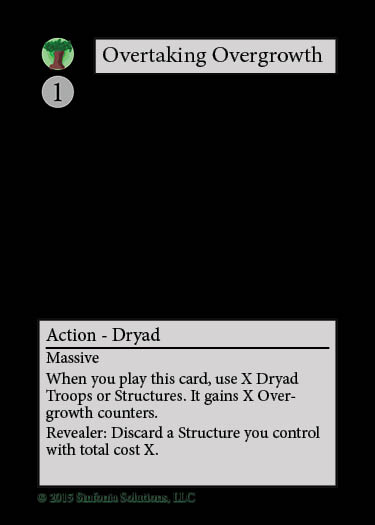 Overtaking Overgrowth
1
Action - Dryad
Massive
When you play this card, use X Dryad
Troops or Structures. It gains X Over-
growth counters.
Revealer: Discard a Structure you control
with total cost X.
© 2015 Sinfonia Solutions, LLC